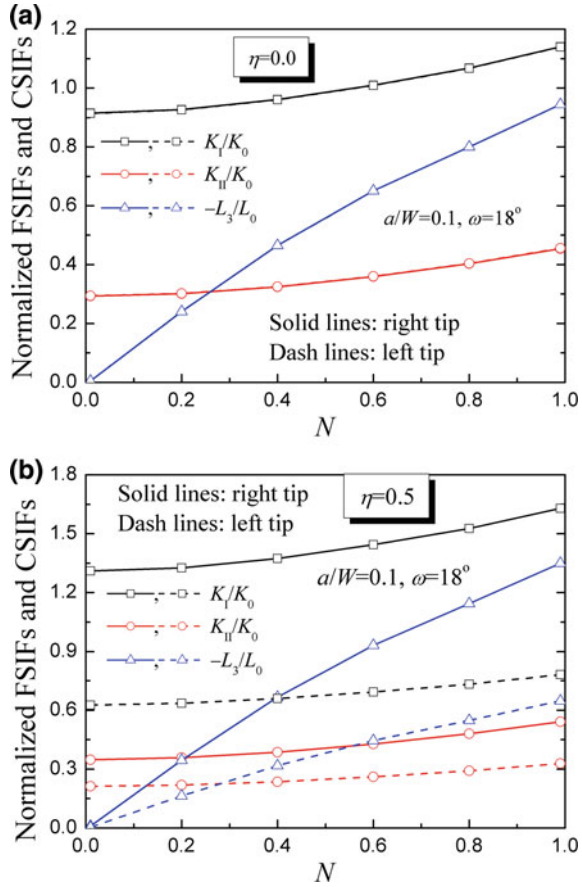 (a)
1.2
1.0
0.8
0.6
0.4
0.2
0.0
Normalized FSIFs and CSIFs
η=0.0
, K_I/K_0
, K_II/K_0
, −L_3/L_0
a/W=0.1, ω=18°
Solid lines: right tip
Dash lines: left tip
0.0 0.2 0.4 0.6 0.8 1.0
N
(b)
1.8
1.5
1.2
0.9
0.6
0.3
0.0
Normalized FSIFs and CSIFs
Solid lines: right tip
Dash lines: left tip
η=0.5
a/W=0.1, ω=18°
, K_I/K_0
, K_II/K_0
, −L_3/L_0
0.0 0.2 0.4 0.6 0.8 1.0
N